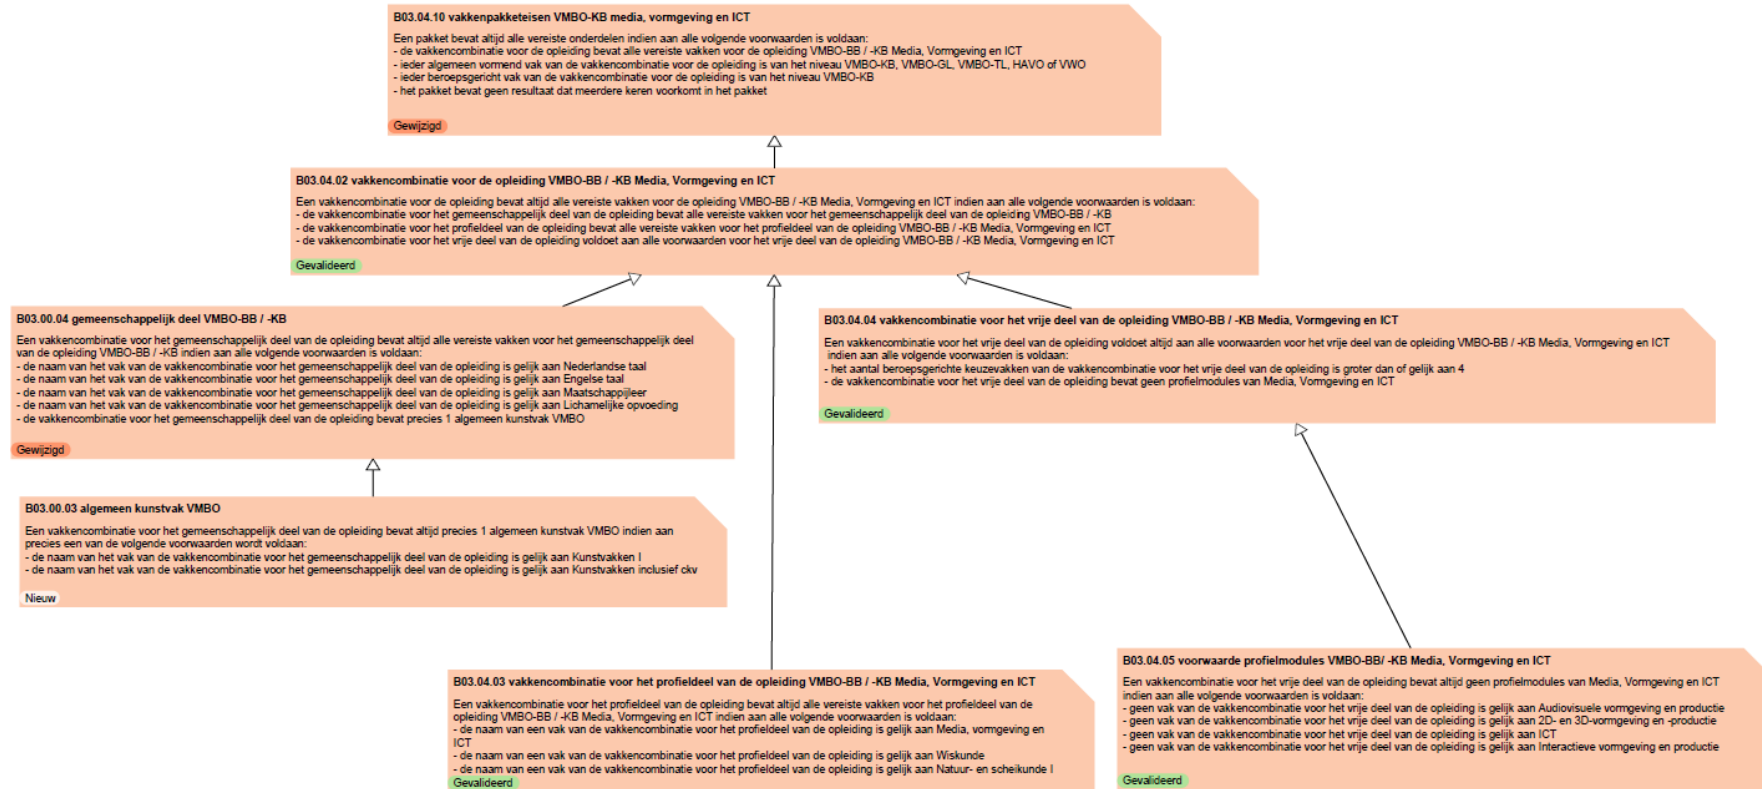 B03.04.10 vakkenpakketeisen VMBO-KB media, vormgeving en ICT
Een pakket bevat altijd alle vereiste onderdelen indien aan alle volgende voorwaarden is voldaan:
- de vakkencombinatie voor de opleiding bevat alle vereiste vakken voor de opleiding VMBO-BB / -KB Media, Vormgeving en ICT
- ieder algemeen vormend vak van de vakkencombinatie voor de opleiding is van het niveau VMBO-KB, VMBO-GL, VMBO-TL, HAVO of VWO
- ieder beroepsgericht vak van de vakkencombinatie voor de opleiding is van het niveau VMBO-KB
- het pakket bevat geen resultaat dat meerdere keren voorkomt in het pakket
Gewijzigd
B03.04.02 vakkencombinatie voor de opleiding VMBO-BB / -KB Media, Vormgeving en ICT
Een vakkencombinatie voor de opleiding bevat altijd alle vereiste vakken voor de opleiding VMBO-BB / -KB Media, Vormgeving en ICT indien aan alle volgende voorwaarden is voldaan:
- de vakkencombinatie voor het gemeenschappelijk deel van de opleiding bevat alle vereiste vakken voor het gemeenschappelijk deel van de opleiding VMBO-BB / -KB
- de vakkencombinatie voor het profieldeel van de opleiding bevat alle vereiste vakken voor het profieldeel van de opleiding VMBO-BB / -KB Media, Vormgeving en ICT
- de vakkencombinatie voor het vrije deel van de opleiding voldoet aan alle voorwaarden voor het vrije deel van de opleiding VMBO-BB / -KB Media, Vormgeving en ICT
Gevalideerd
B03.00.04 gemeenschappelijk deel VMBO-BB / -KB
Een vakkencombinatie voor het gemeenschappelijk deel van de opleiding bevat altijd alle vereiste vakken voor het gemeenschappelijk deel
van de opleiding VMBO-BB / -KB indien aan alle volgende voorwaarden is voldaan:
- de naam van het vak van de vakkencombinatie voor het gemeenschappelijk deel van de opleiding is gelijk aan Nederlandse taal
- de naam van het vak van de vakkencombinatie voor het gemeenschappelijk deel van de opleiding is gelijk aan Engelse taal
- de naam van het vak van de vakkencombinatie voor het gemeenschappelijk deel van de opleiding is gelijk aan Maatschappijleer
- de naam van het vak van de vakkencombinatie voor het gemeenschappelijk deel van de opleiding is gelijk aan Lichamelijke opvoeding
- de vakkencombinatie voor het gemeenschappelijk deel van de opleiding bevat precies 1 algemeen kunstvak VMBO
Gewijzigd
B03.04.04 vakkencombinatie voor het vrije deel van de opleiding VMBO-BB / -KB Media, Vormgeving en ICT
Een vakkencombinatie voor het vrije deel van de opleiding voldoet altijd aan alle voorwaarden voor het vrije deel van de opleiding VMBO-BB / -KB Media, Vormgeving en ICT
indien aan alle volgende voorwaarden is voldaan:
- het aantal beroepsgerichte keuzevakken van de vakkencombinatie voor het vrije deel van de opleiding is groter dan of gelijk aan 4
- de vakkencombinatie voor het vrije deel van de opleiding bevat geen profielmodules van Media, Vormgeving en ICT
Gevalideerd
B03.00.03 algemeen kunstvak VMBO
Een vakkencombinatie voor het gemeenschappelijk deel van de opleiding bevat altijd precies 1 algemeen kunstvak VMBO indien aan
precies een van de volgende voorwaarden wordt voldaan:
- de naam van het vak van de vakkencombinatie voor het gemeenschappelijk deel van de opleiding is gelijk aan Kunstvakken I
- de naam van het vak van de vakkencombinatie voor het gemeenschappelijk deel van de opleiding is gelijk aan Kunstvakken inclusief ckv
Nieuw
B03.04.03 vakkencombinatie voor het profieldeel van de opleiding VMBO-BB / -KB Media, Vormgeving en ICT
Een vakkencombinatie voor het profieldeel van de opleiding bevat altijd alle vereiste vakken voor het profieldeel van de
opleiding VMBO-BB / -KB Media, Vormgeving en ICT indien aan alle volgende voorwaarden is voldaan:
- de naam van een vak van de vakkencombinatie voor het profieldeel van de opleiding is gelijk aan Media, vormgeving en
ICT
- de naam van een vak van de vakkencombinatie voor het profieldeel van de opleiding is gelijk aan Wiskunde
- de naam van een vak van de vakkencombinatie voor het profieldeel van de opleiding is gelijk aan Natuur- en scheikunde I
Gevalideerd
B03.04.05 voorwaarde profielmodules VMBO-BB/ -KB Media, Vormgeving en ICT
Een vakkencombinatie voor het vrije deel van de opleiding bevat altijd geen profielmodules van Media, Vormgeving en ICT
indien aan alle volgende voorwaarden is voldaan:
- geen vak van de vakkencombinatie voor het vrije deel van de opleiding is gelijk aan Audiovisuele vormgeving en productie
- geen vak van de vakkencombinatie voor het vrije deel van de opleiding is gelijk aan 2D- en 3D-vormgeving en -productie
- geen vak van de vakkencombinatie voor het vrije deel van de opleiding is gelijk aan ICT
- geen vak van de vakkencombinatie voor het vrije deel van de opleiding is gelijk aan Interactieve vormgeving en productie
Gevalideerd